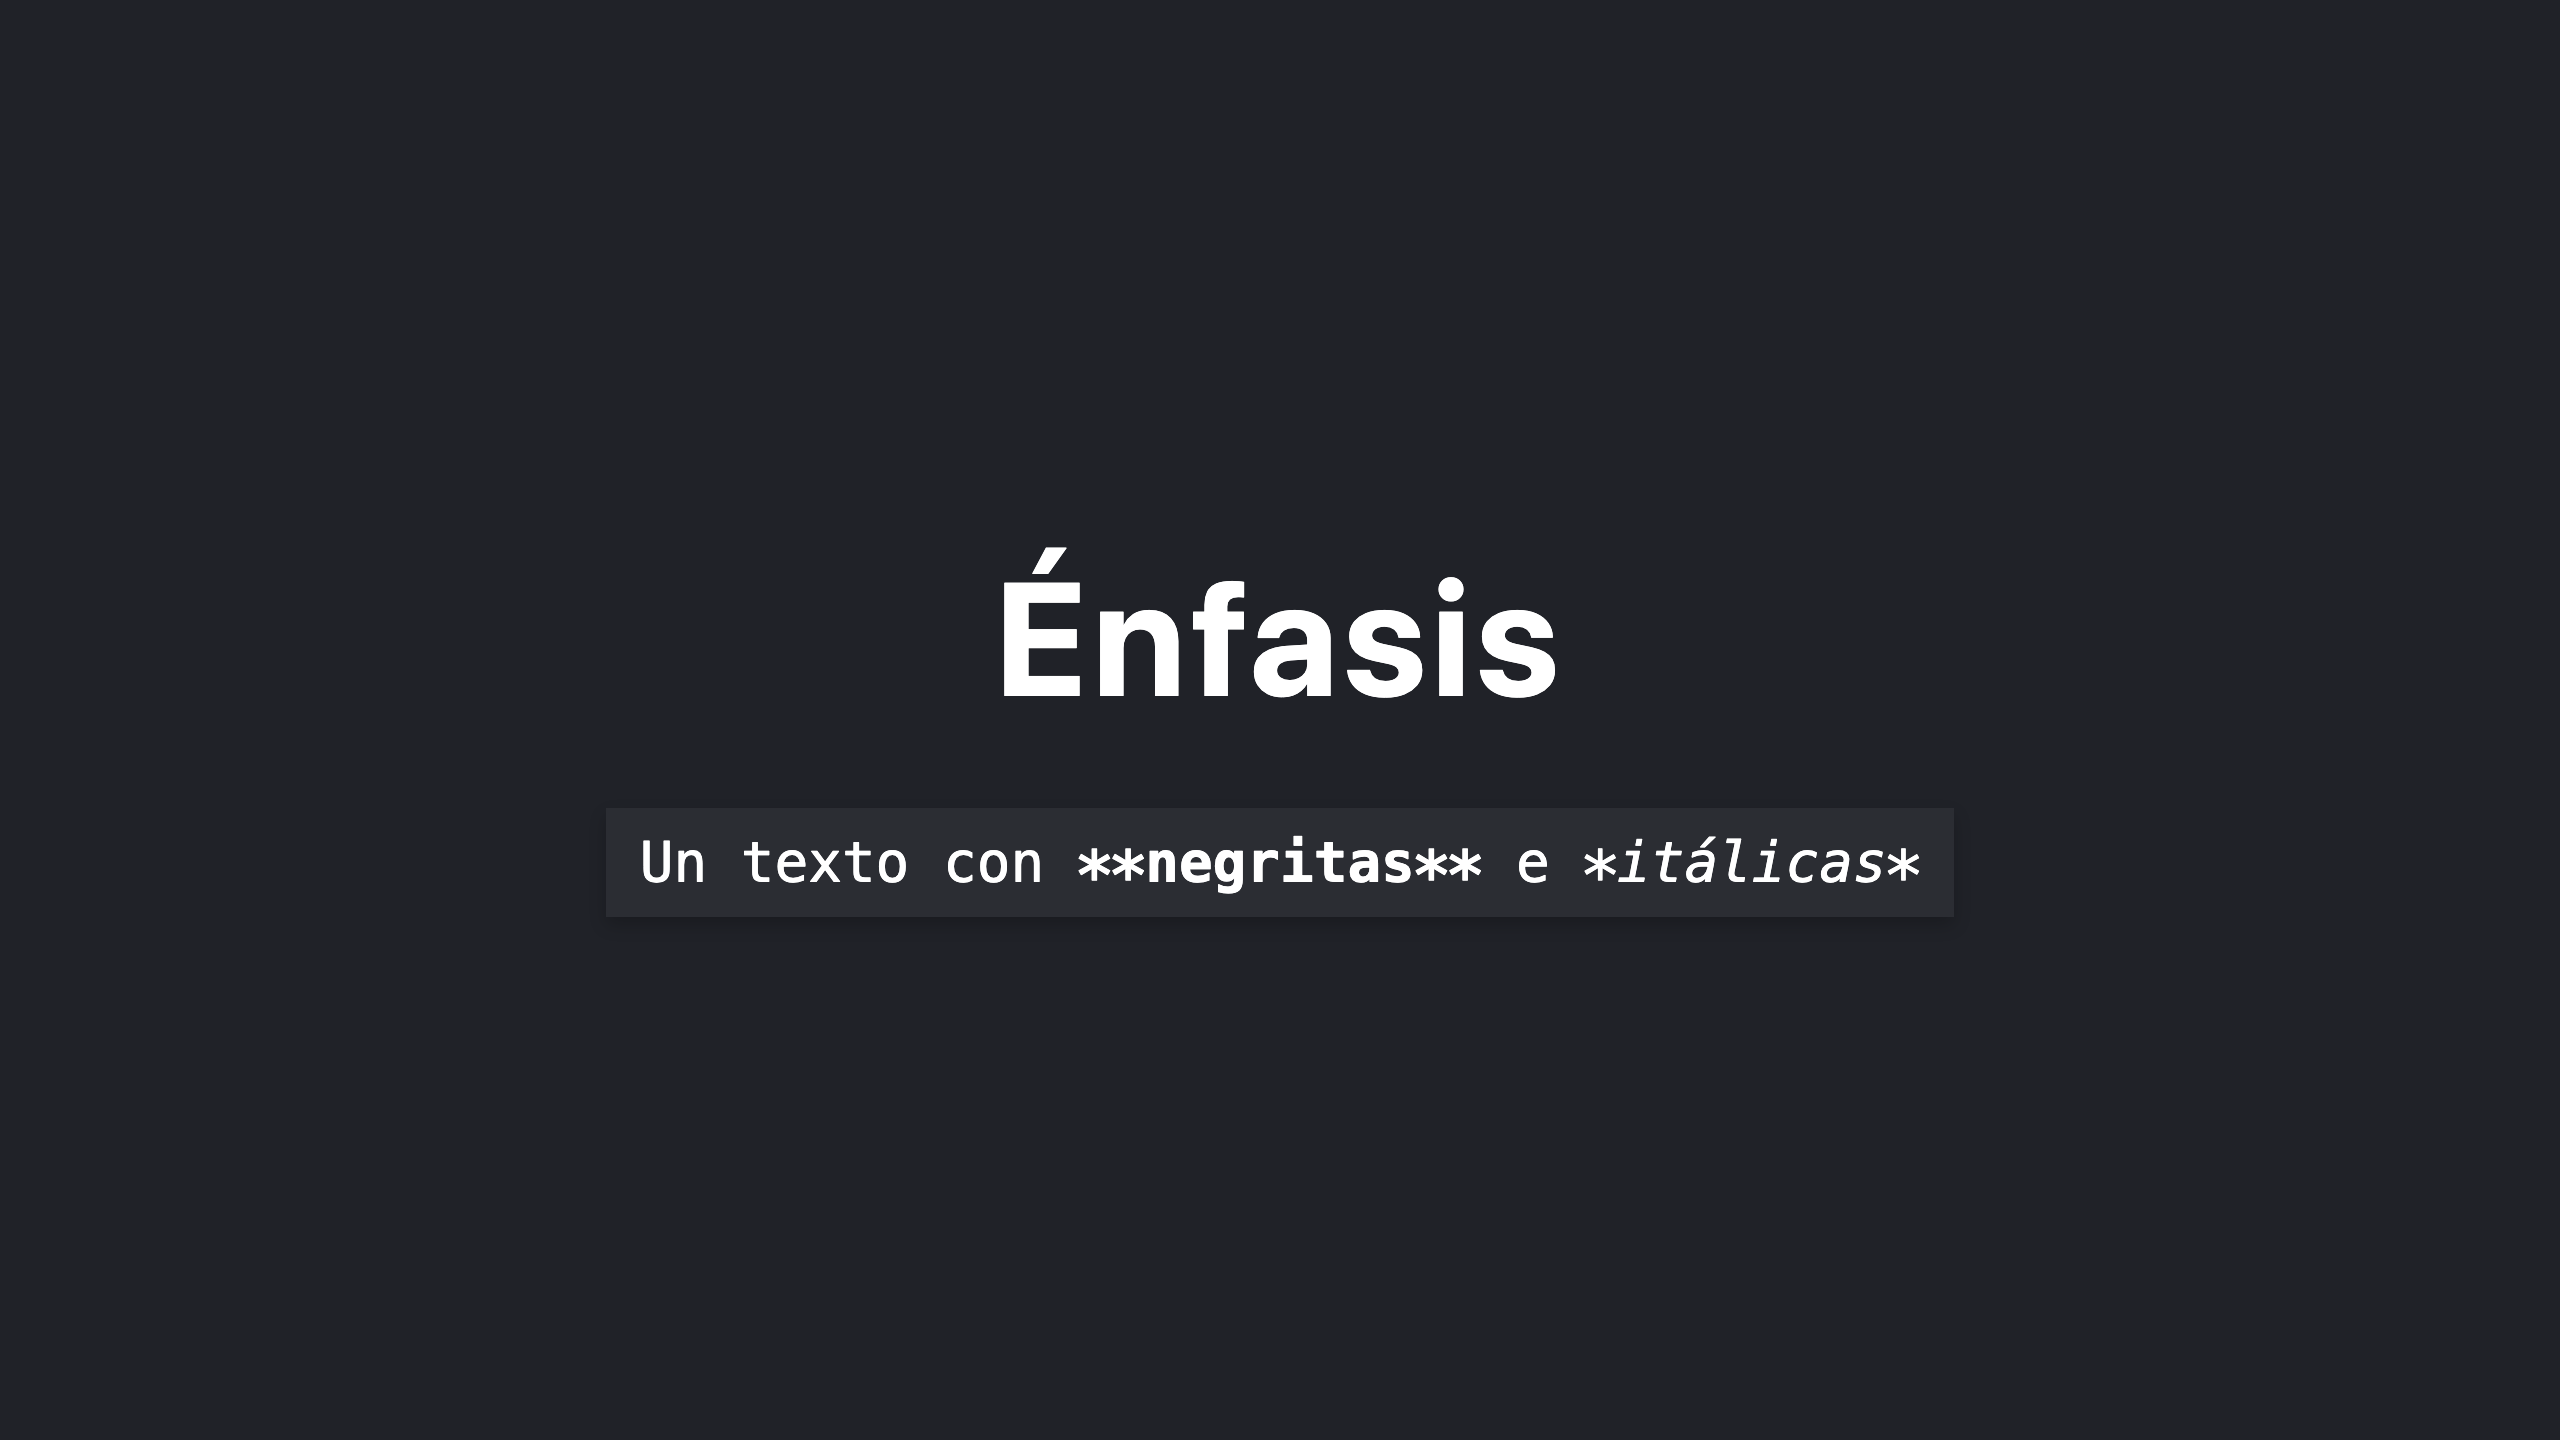 Énfasis
Un texto con **negritas** e *itálicas*